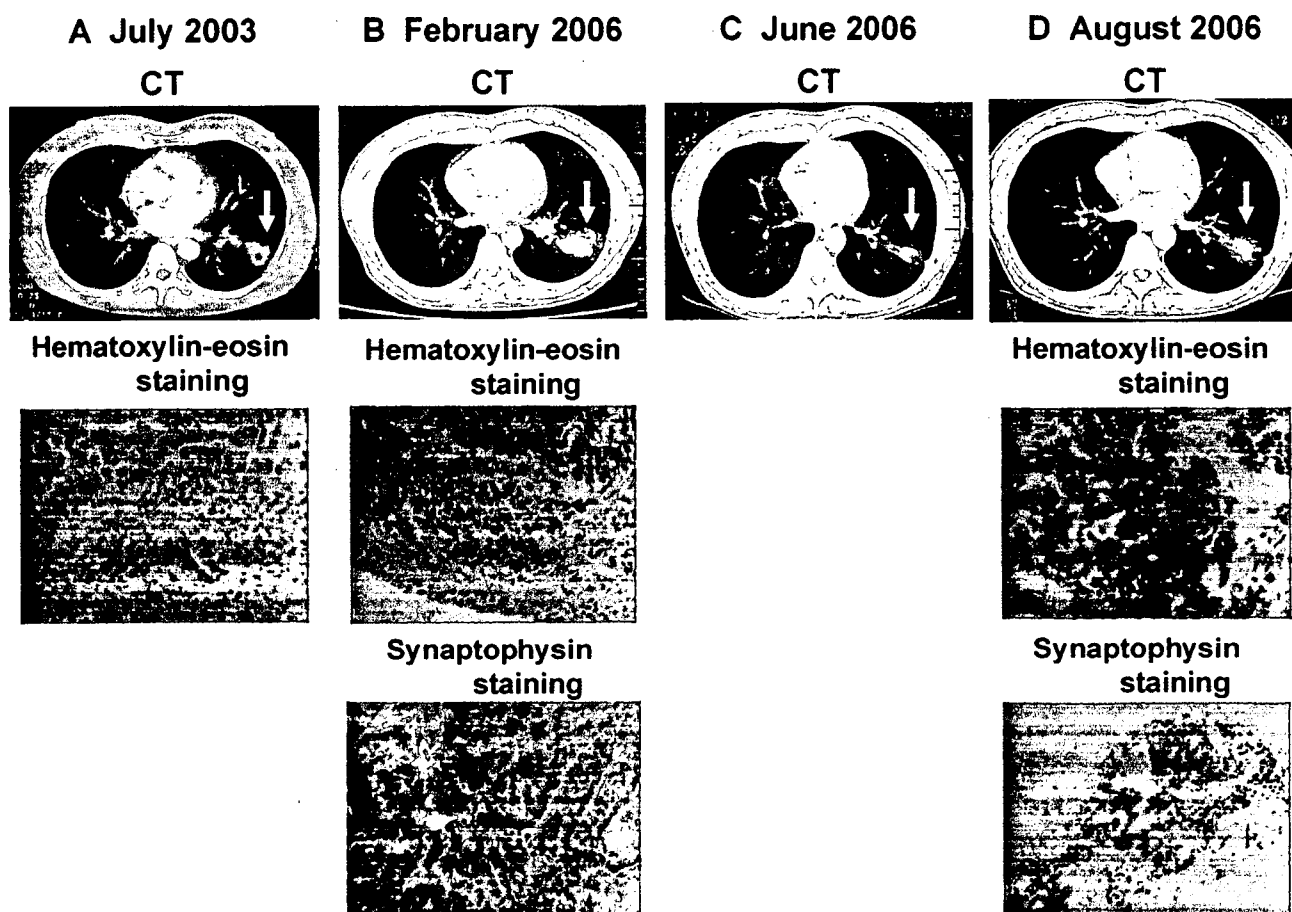 A July 2003
B February 2006
C June 2006
D August 2006
CT
CT
CT
CT
Hematoxylin-eosin
staining
Hematoxylin-eosin
staining
Hematoxylin-eosin
staining
Synaptophysin
staining
Synaptophysin
staining